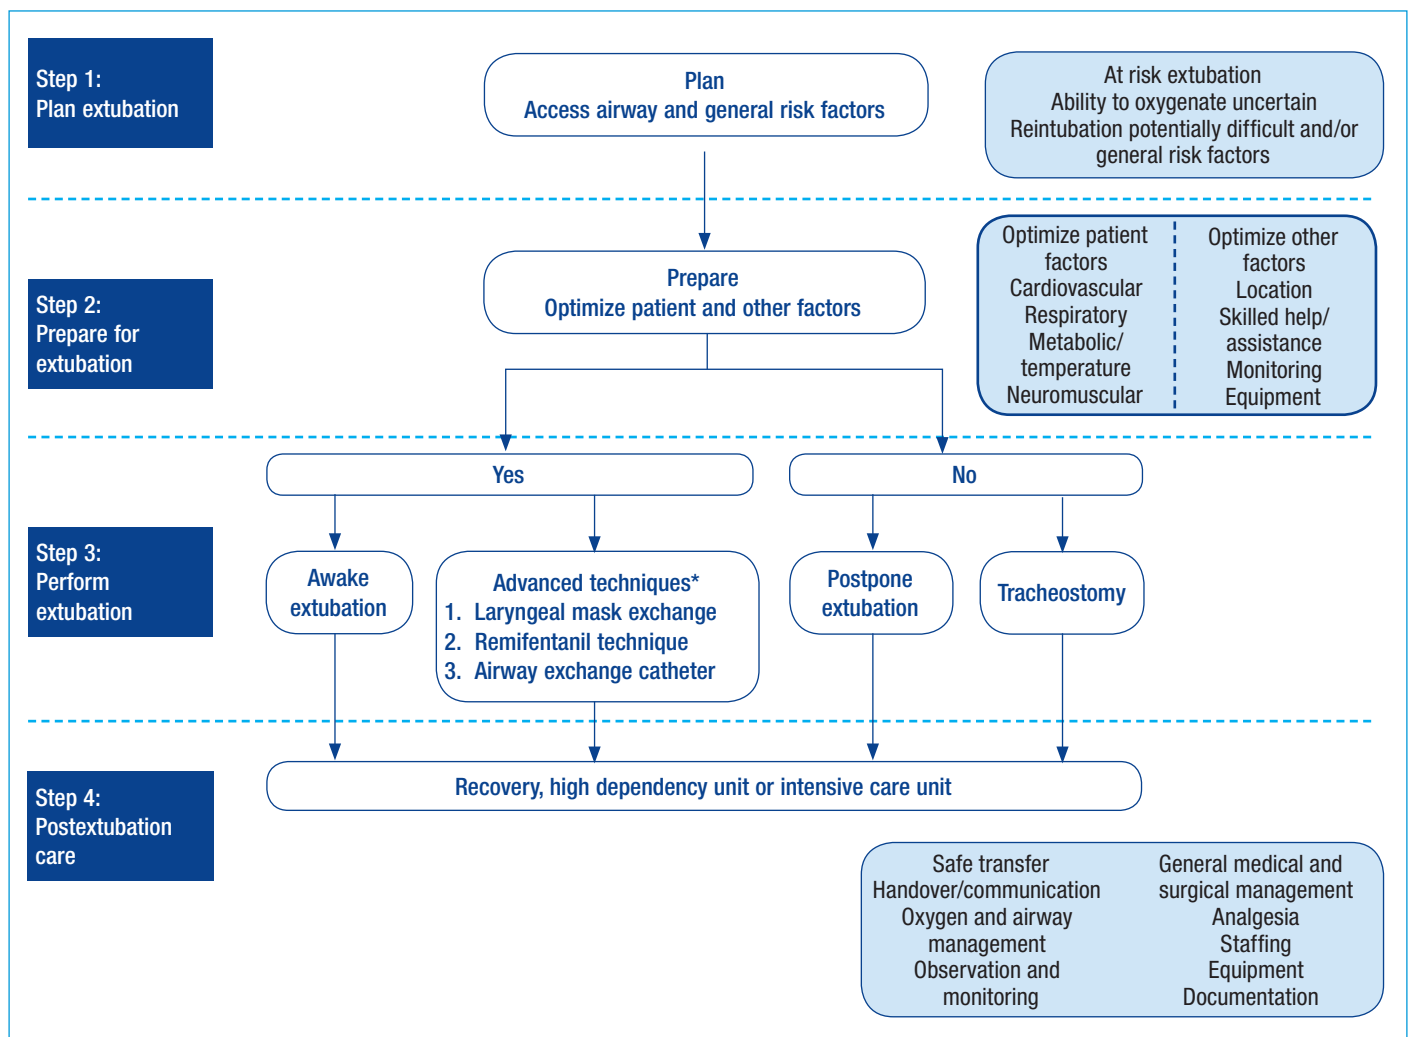 Step 1:
Plan extubation
Plan
Access airway and general risk factors
At risk extubation
Ability to oxygenate uncertain
Reintubation potentially difficult and/or
general risk factors
Step 2:
Prepare for
extubation
Prepare
Optimize patient and other factors
Optimize patient
factors
Cardiovascular
Respiratory
Metabolic/
temperature
Neuromuscular
Optimize other
factors
Location
Skilled help/
assistance
Monitoring
Equipment
Yes
No
Step 3:
Perform
extubation
Awake
extubation
Advanced techniques*
1. Laryngeal mask exchange
2. Remifentanil technique
3. Airway exchange catheter
Postpone
extubation
Tracheostomy
Step 4:
Postextubation
care
Recovery, high dependency unit or intensive care unit
Safe transfer
Handover/communication
Oxygen and airway
management
Observation and
monitoring
General medical and
surgical management
Analgesia
Staffing
Equipment
Documentation